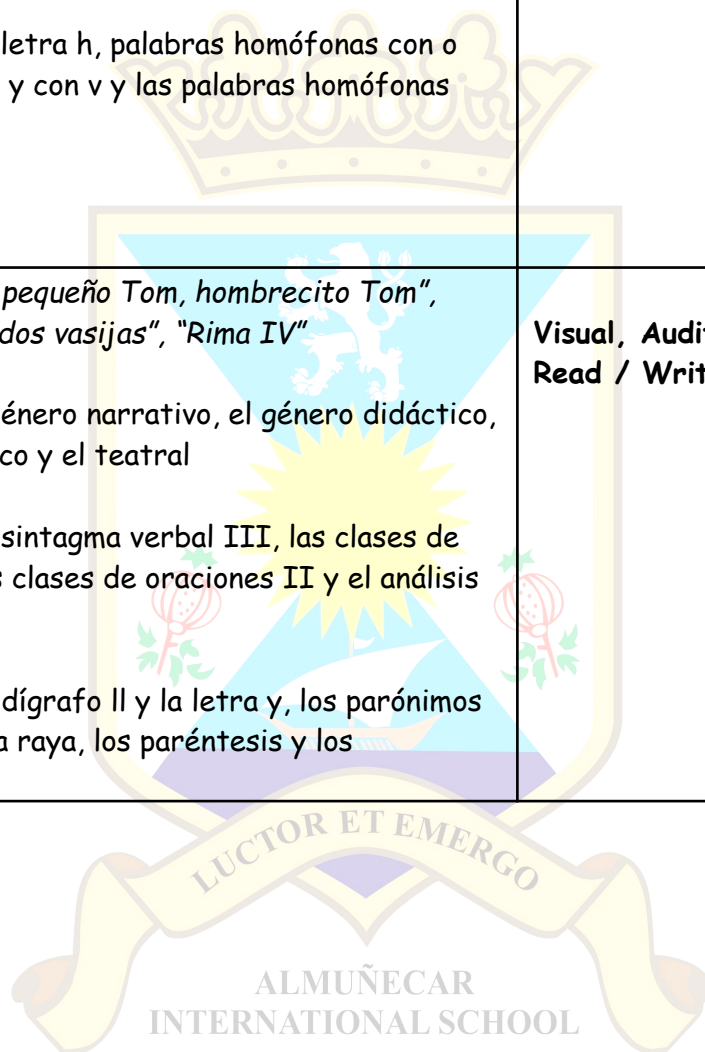 letra h, palabras homófonas con o
y con v y las palabras homófonas
pequeño Tom, hombrecito Tom”,
dos vasijas”, “Rima IV”
Visual, Audi
Read / Writ
énero narrativo, el género didáctico,
co y el teatral
sintagma verbal III, las clases de
s clases de oraciones II y el análisis
dígrafo ll y la letra y, los parónimos
a raya, los paréntesis y los
LUCTOR ET EMERGO
ALMUÑECAR
INTERNATIONAL SCHOOL